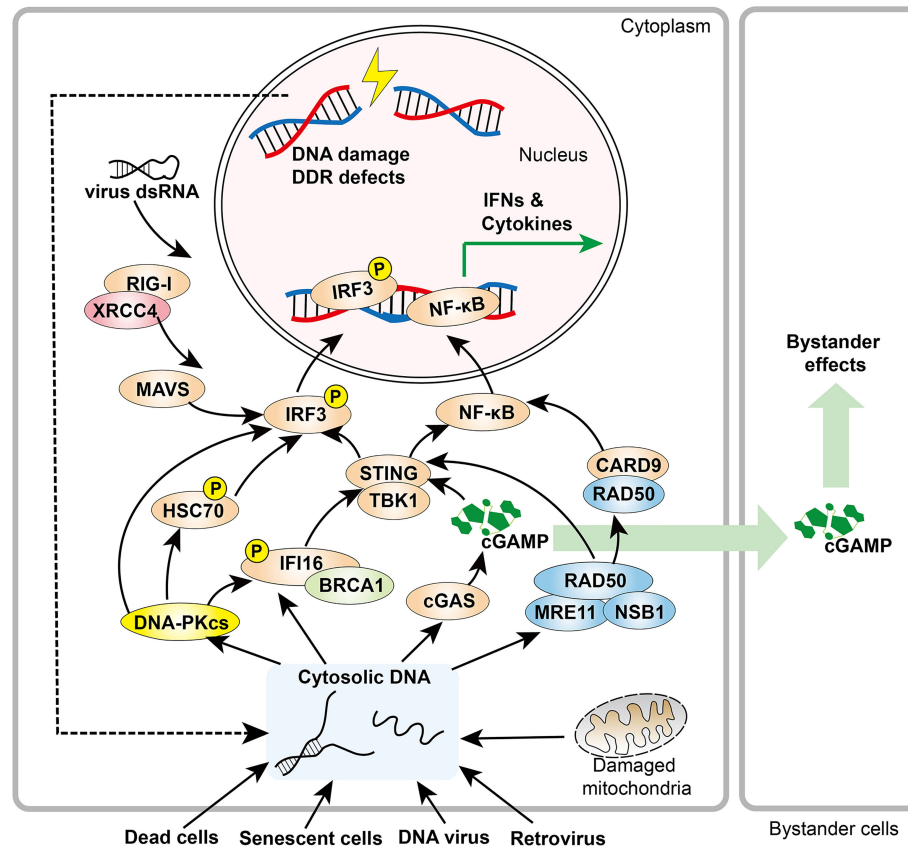 Cytoplasm
DNA damage
DDR defects
Nucleus
virus dsRNA
IFNs &
Cytokines
RIG-I
XRCC4
P
IRF3
NF-κB
MAVS
P
IRF3
NF-κB
Bystander
effects
STING
TBK1
CARD9
RAD50
P
HSC70
cGAMP
cGAMP
P
IFI16
BRCA1
cGAS
RAD50
MRE11
NSB1
DNA-PKcs
Cytosolic DNA
Damaged
mitochondria
Dead cells
Senescent cells
DNA virus
Retrovirus
Bystander cells